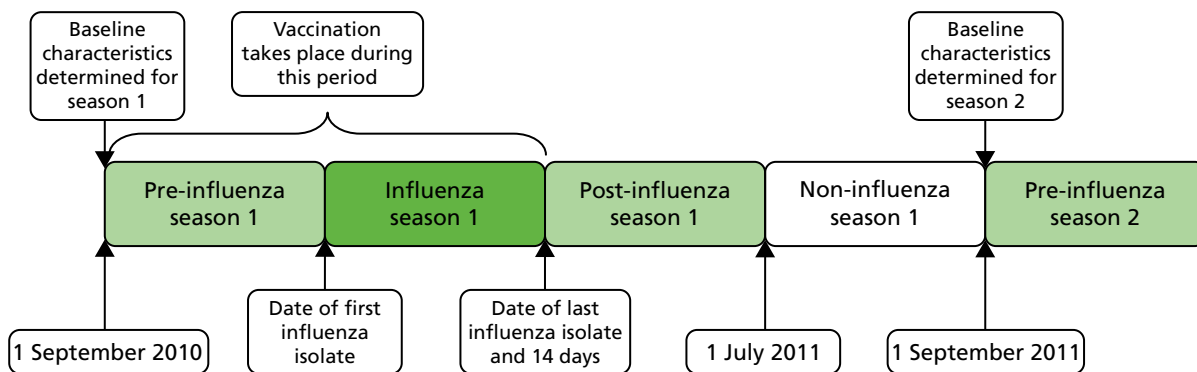 Baseline
characteristics
determined for
season 1
Vaccination
takes place during
this period
Baseline
characteristics
determined for
season 2
Pre-influenza
season 1
Influenza
season 1
Post-influenza
season 1
Non-influenza
season 1
Pre-influenza
season 2
1 September 2010
Date of first
influenza
isolate
Date of last
influenza isolate
and 14 days
1 July 2011
1 September 2011